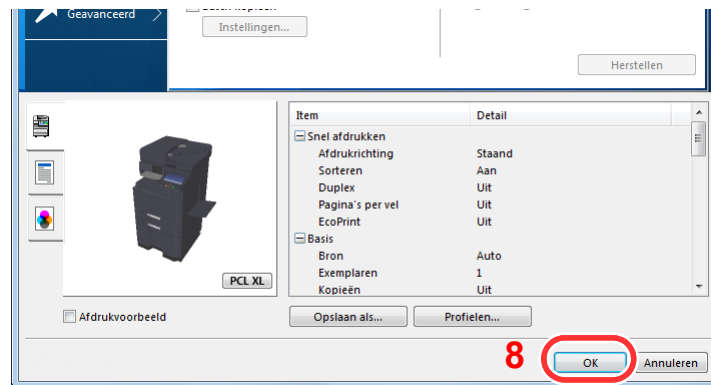 Geavanceerd
Instellingen...
Herstellen
Item Detail
Snel afdrukken
Afdrukrichting Staand
Sorteren Aan
Duplex Uit
Pagina's per vel Uit
EcoPrint Uit
Basis
Bron Auto
Exemplaren 1
Kopieën Uit
PCL XL
Afdrukvoorbeeld
Opslaan als... Profielen...
8 OK Annuleren